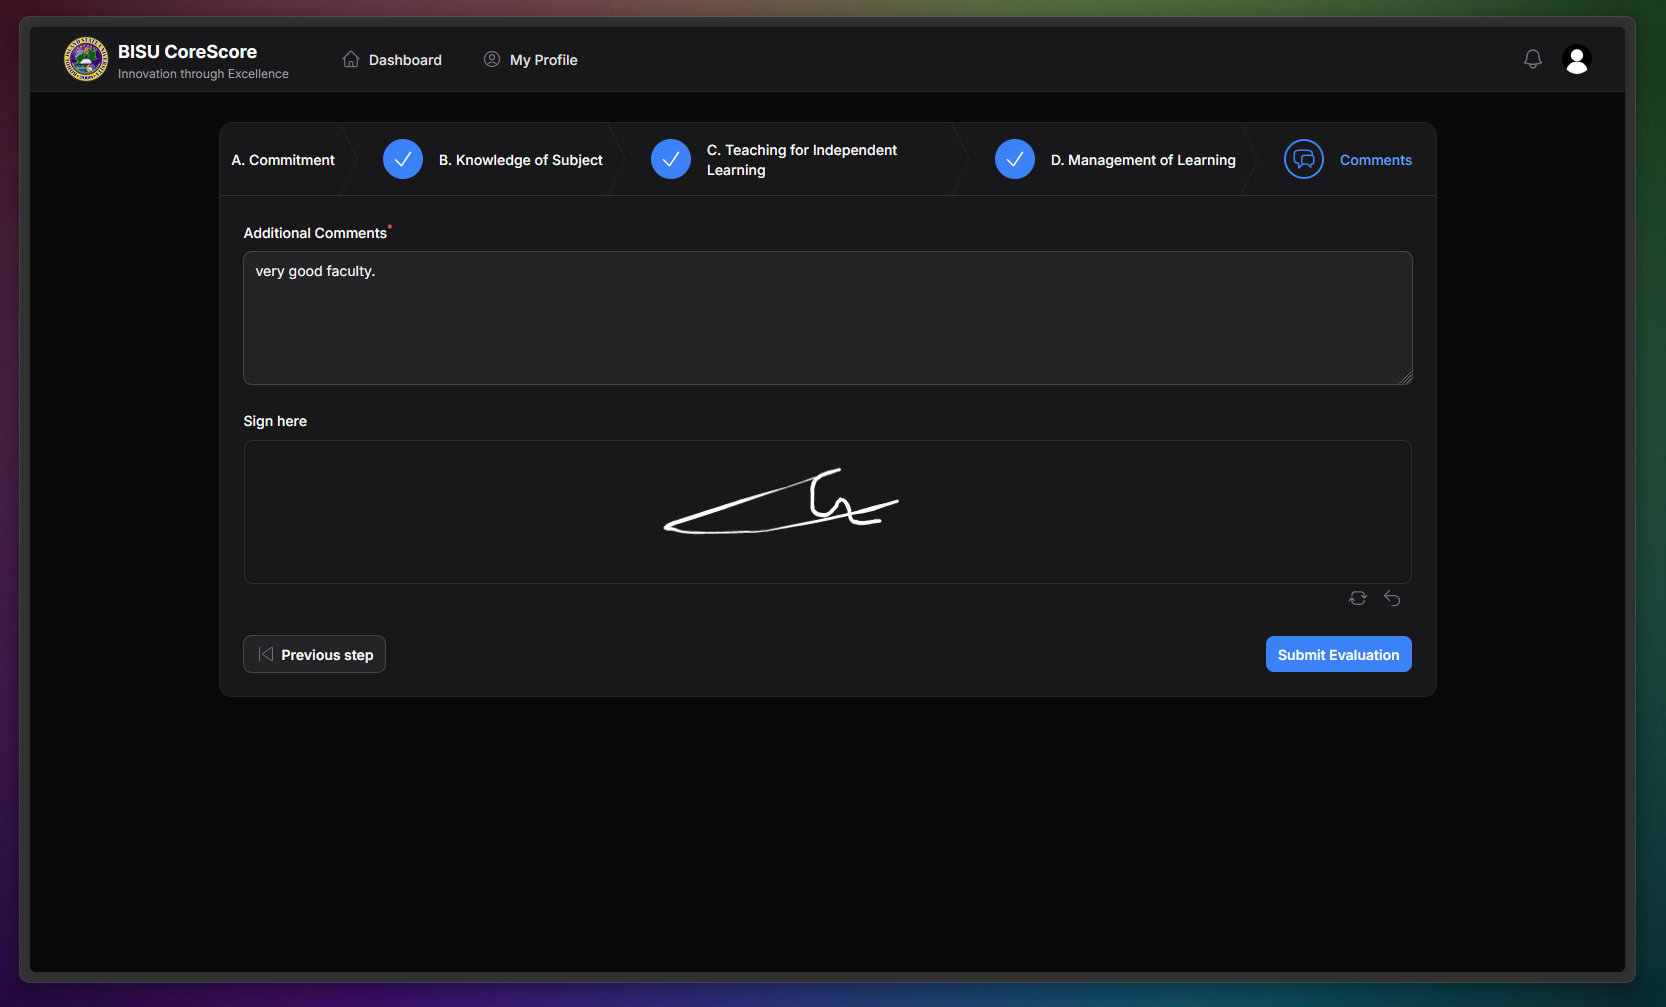 BISU CoreScore
Innovation through Excellence
Dashboard
My Profile
A. Commitment
B. Knowledge of Subject
C. Teaching for Independent
Learning
D. Management of Learning
Comments
Additional Comments*
very good faculty.
Sign here
Previous step
Submit Evaluation